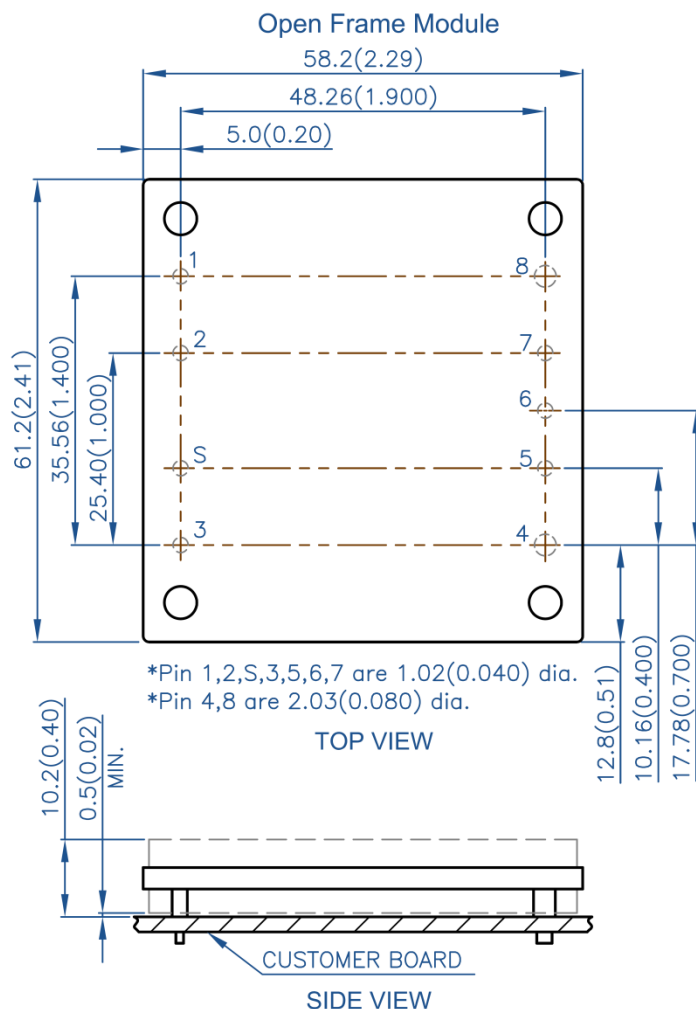 Open Frame Module
58.2(2.29)
48.26(1.900)
5.0(0.20)
1
8
2
7
6
S
5
3
4
61.2(2.41)
35.56(1.400)
25.40(1.000)
12.8(0.51)
10.16(0.400)
17.78(0.700)
*Pin 1,2,S,3,5,6,7 are 1.02(0.040) dia.
*Pin 4,8 are 2.03(0.080) dia.
TOP VIEW
10.2(0.40)
0.5(0.02)
MIN.
CUSTOMER BOARD
SIDE VIEW